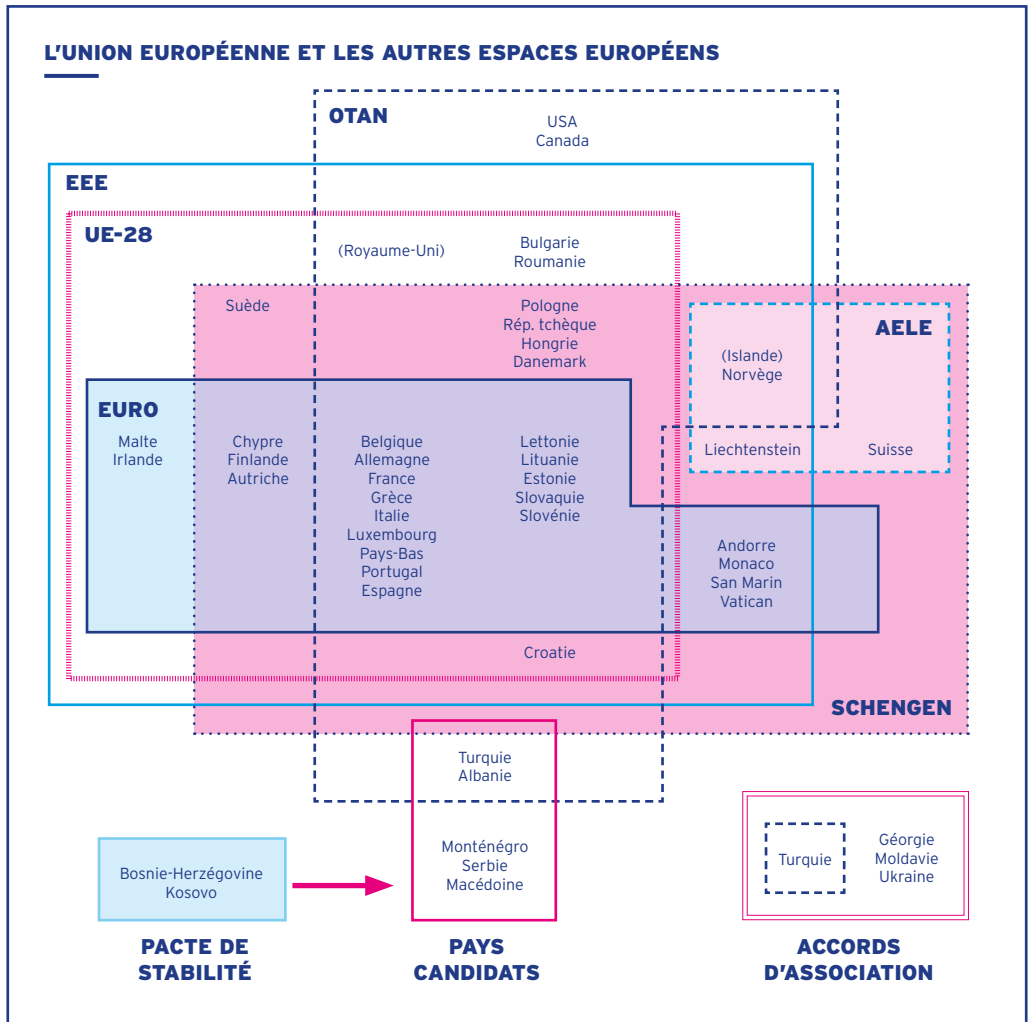 L'UNION EUROPÉENNE ET LES AUTRES ESPACES EUROPÉENS
OTAN
USA
Canada
EEE
UE-28
(Royaume-Uni)
Bulgarie
Roumanie
Suède
Pologne
Rép. tchèque
Hongrie
Danemark
AELE
(Islande)
Norvège
Liechtenstein
Suisse
EURO
Malte
Irlande
Chypre
Finlande
Autriche
Belgique
Allemagne
France
Grèce
Italie
Luxembourg
Pays-Bas
Portugal
Espagne
Lettonie
Lituanie
Estonie
Slovaquie
Slovénie
Andorre
Monaco
San Marin
Vatican
Croatie
SCHENGEN
Turquie
Albanie
Monténégro
Serbie
Macédoine
Bosnie-Herzégovine
Kosovo
Turquie
Géorgie
Moldavie
Ukraine
PACTE DE
STABILITÉ
PAYS
CANDIDATS
ACCORDS
D'ASSOCIATION